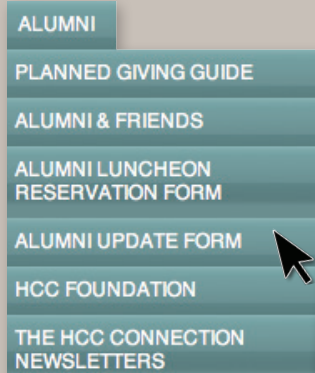 ALUMNI
PLANNED GIVING GUIDE
ALUMNI & FRIENDS
ALUMNI LUNCHEON
RESERVATION FORM
ALUMNI UPDATE FORM
HCC FOUNDATION
THE HCC CONNECTION
NEWSLETTERS